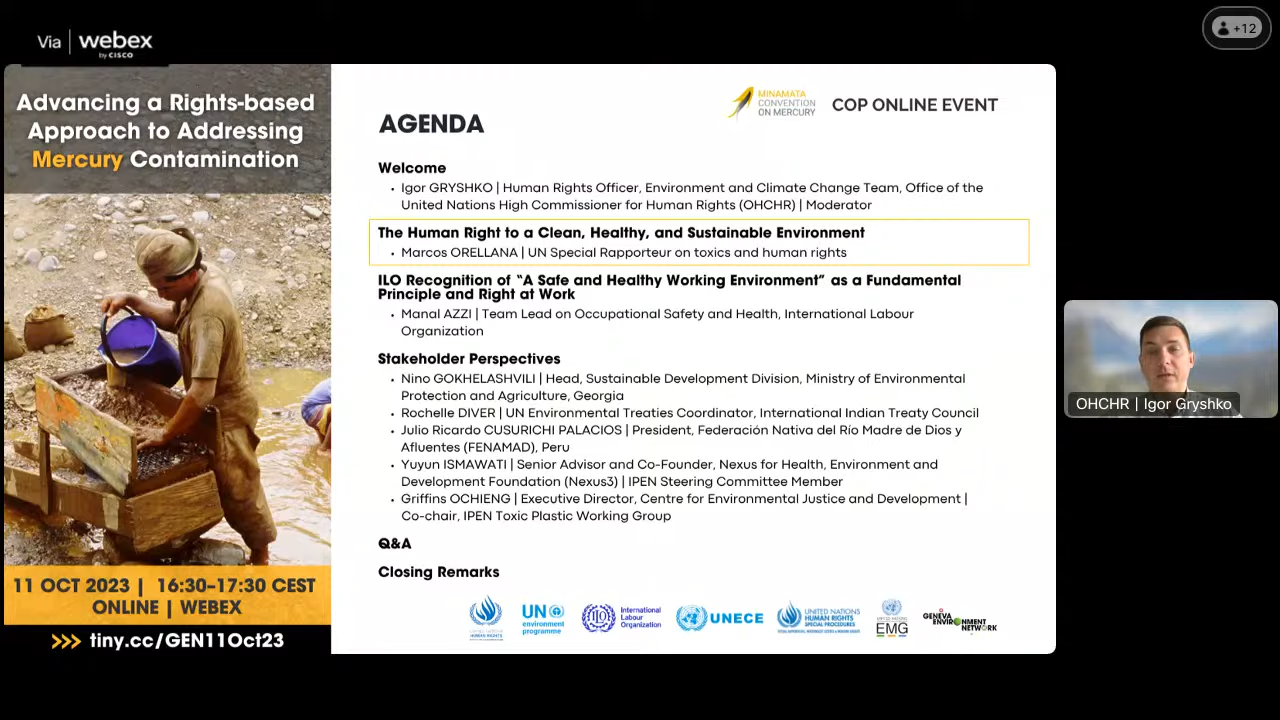 Via | webex
by CISCO
+12
Advancing a Rights-based
Approach to Addressing
Mercury Contamination
11 OCT 2023 | 16:30-17:30 CEST
ONLINE | WEBEX
>>> tiny.cc/GEN11Oct23
MINAMATA
CONVENTION
ON MERCURY
COP ONLINE EVENT
AGENDA
Welcome
• Igor GRYSHKO | Human Rights Officer, Environment and Climate Change Team, Office of the
United Nations High Commissioner for Human Rights (OHCHR) | Moderator
The Human Right to a Clean, Healthy, and Sustainable Environment
• Marcos ORELLANA | UN Special Rapporteur on toxics and human rights
ILO Recognition of "A Safe and Healthy Working Environment" as a Fundamental
Principle and Right at Work
• Manal AZZI | Team Lead on Occupational Safety and Health, International Labour
Organization
Stakeholder Perspectives
• Nino GOKHELASHVILI | Head, Sustainable Development Division, Ministry of Environmental
Protection and Agriculture, Georgia
• Rochelle DIVER | UN Environmental Treaties Coordinator, International Indian Treaty Council
• Julio Ricardo CUSURICHI PALACIOS | President, Federación Nativa del Río Madre de Dios y
Afluentes (FENAMAD), Peru
• Yuyun ISMAWATI | Senior Advisor and Co-Founder, Nexus for Health, Environment and
Development Foundation (Nexus3) | IPEN Steering Committee Member
• Griffins OCHIENG | Executive Director, Centre for Environmental Justice and Development |
Co-chair, IPEN Toxic Plastic Working Group
Q&A
Closing Remarks
HUMAN RIGHTS
UN
environment
programme
International
Labour
Organization
UNECE
UNITED NATIONS
HUMAN RIGHTS
SPECIAL PROCEDURES
EMG
GENEVA
ENVIRONMENT
NETWORK
OHCHR | Igor Gryshko